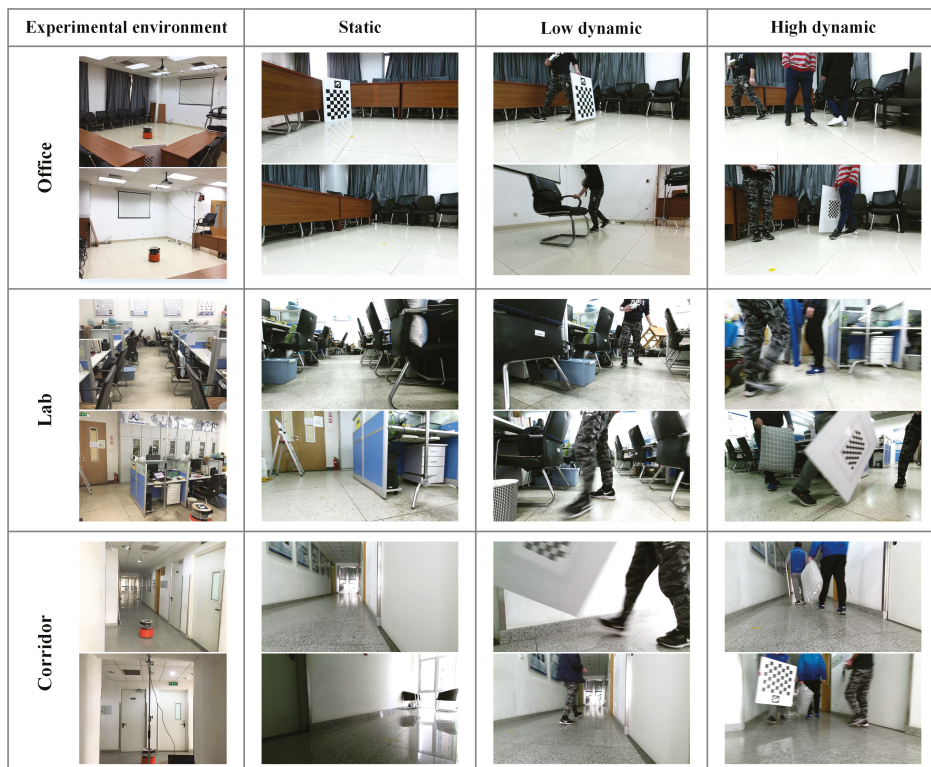 Experimental environment
Static
Low dynamic
High dynamic
Office
Lab
Corridor